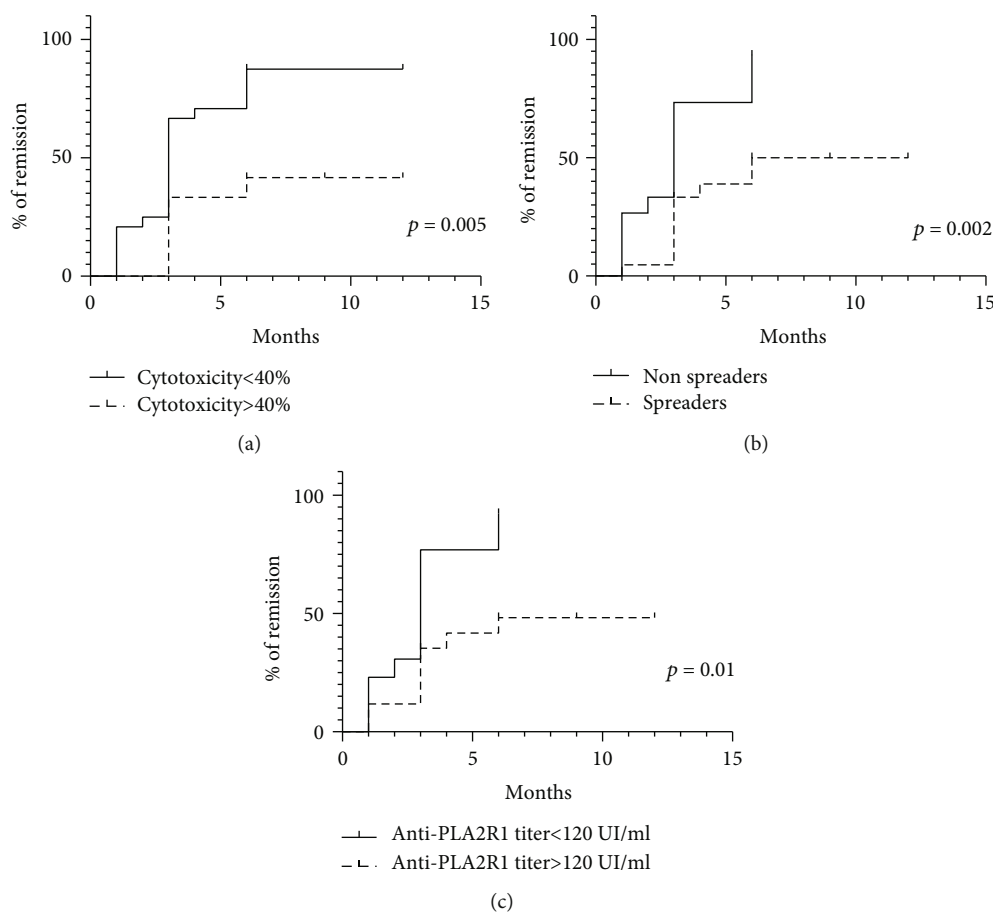 100
50
0
% of remission
p = 0.005
0 5 10 15
Months
Cytotoxicity<40%
Cytotoxicity>40%
(a)
100
50
0
% of remission
p = 0.002
0 5 10 15
Months
Non spreaders
Spreaders
(b)
100
50
0
% of remission
p = 0.01
0 5 10 15
Months
Anti-PLA2R1 titer<120 UI/ml
Anti-PLA2R1 titer>120 UI/ml
(c)